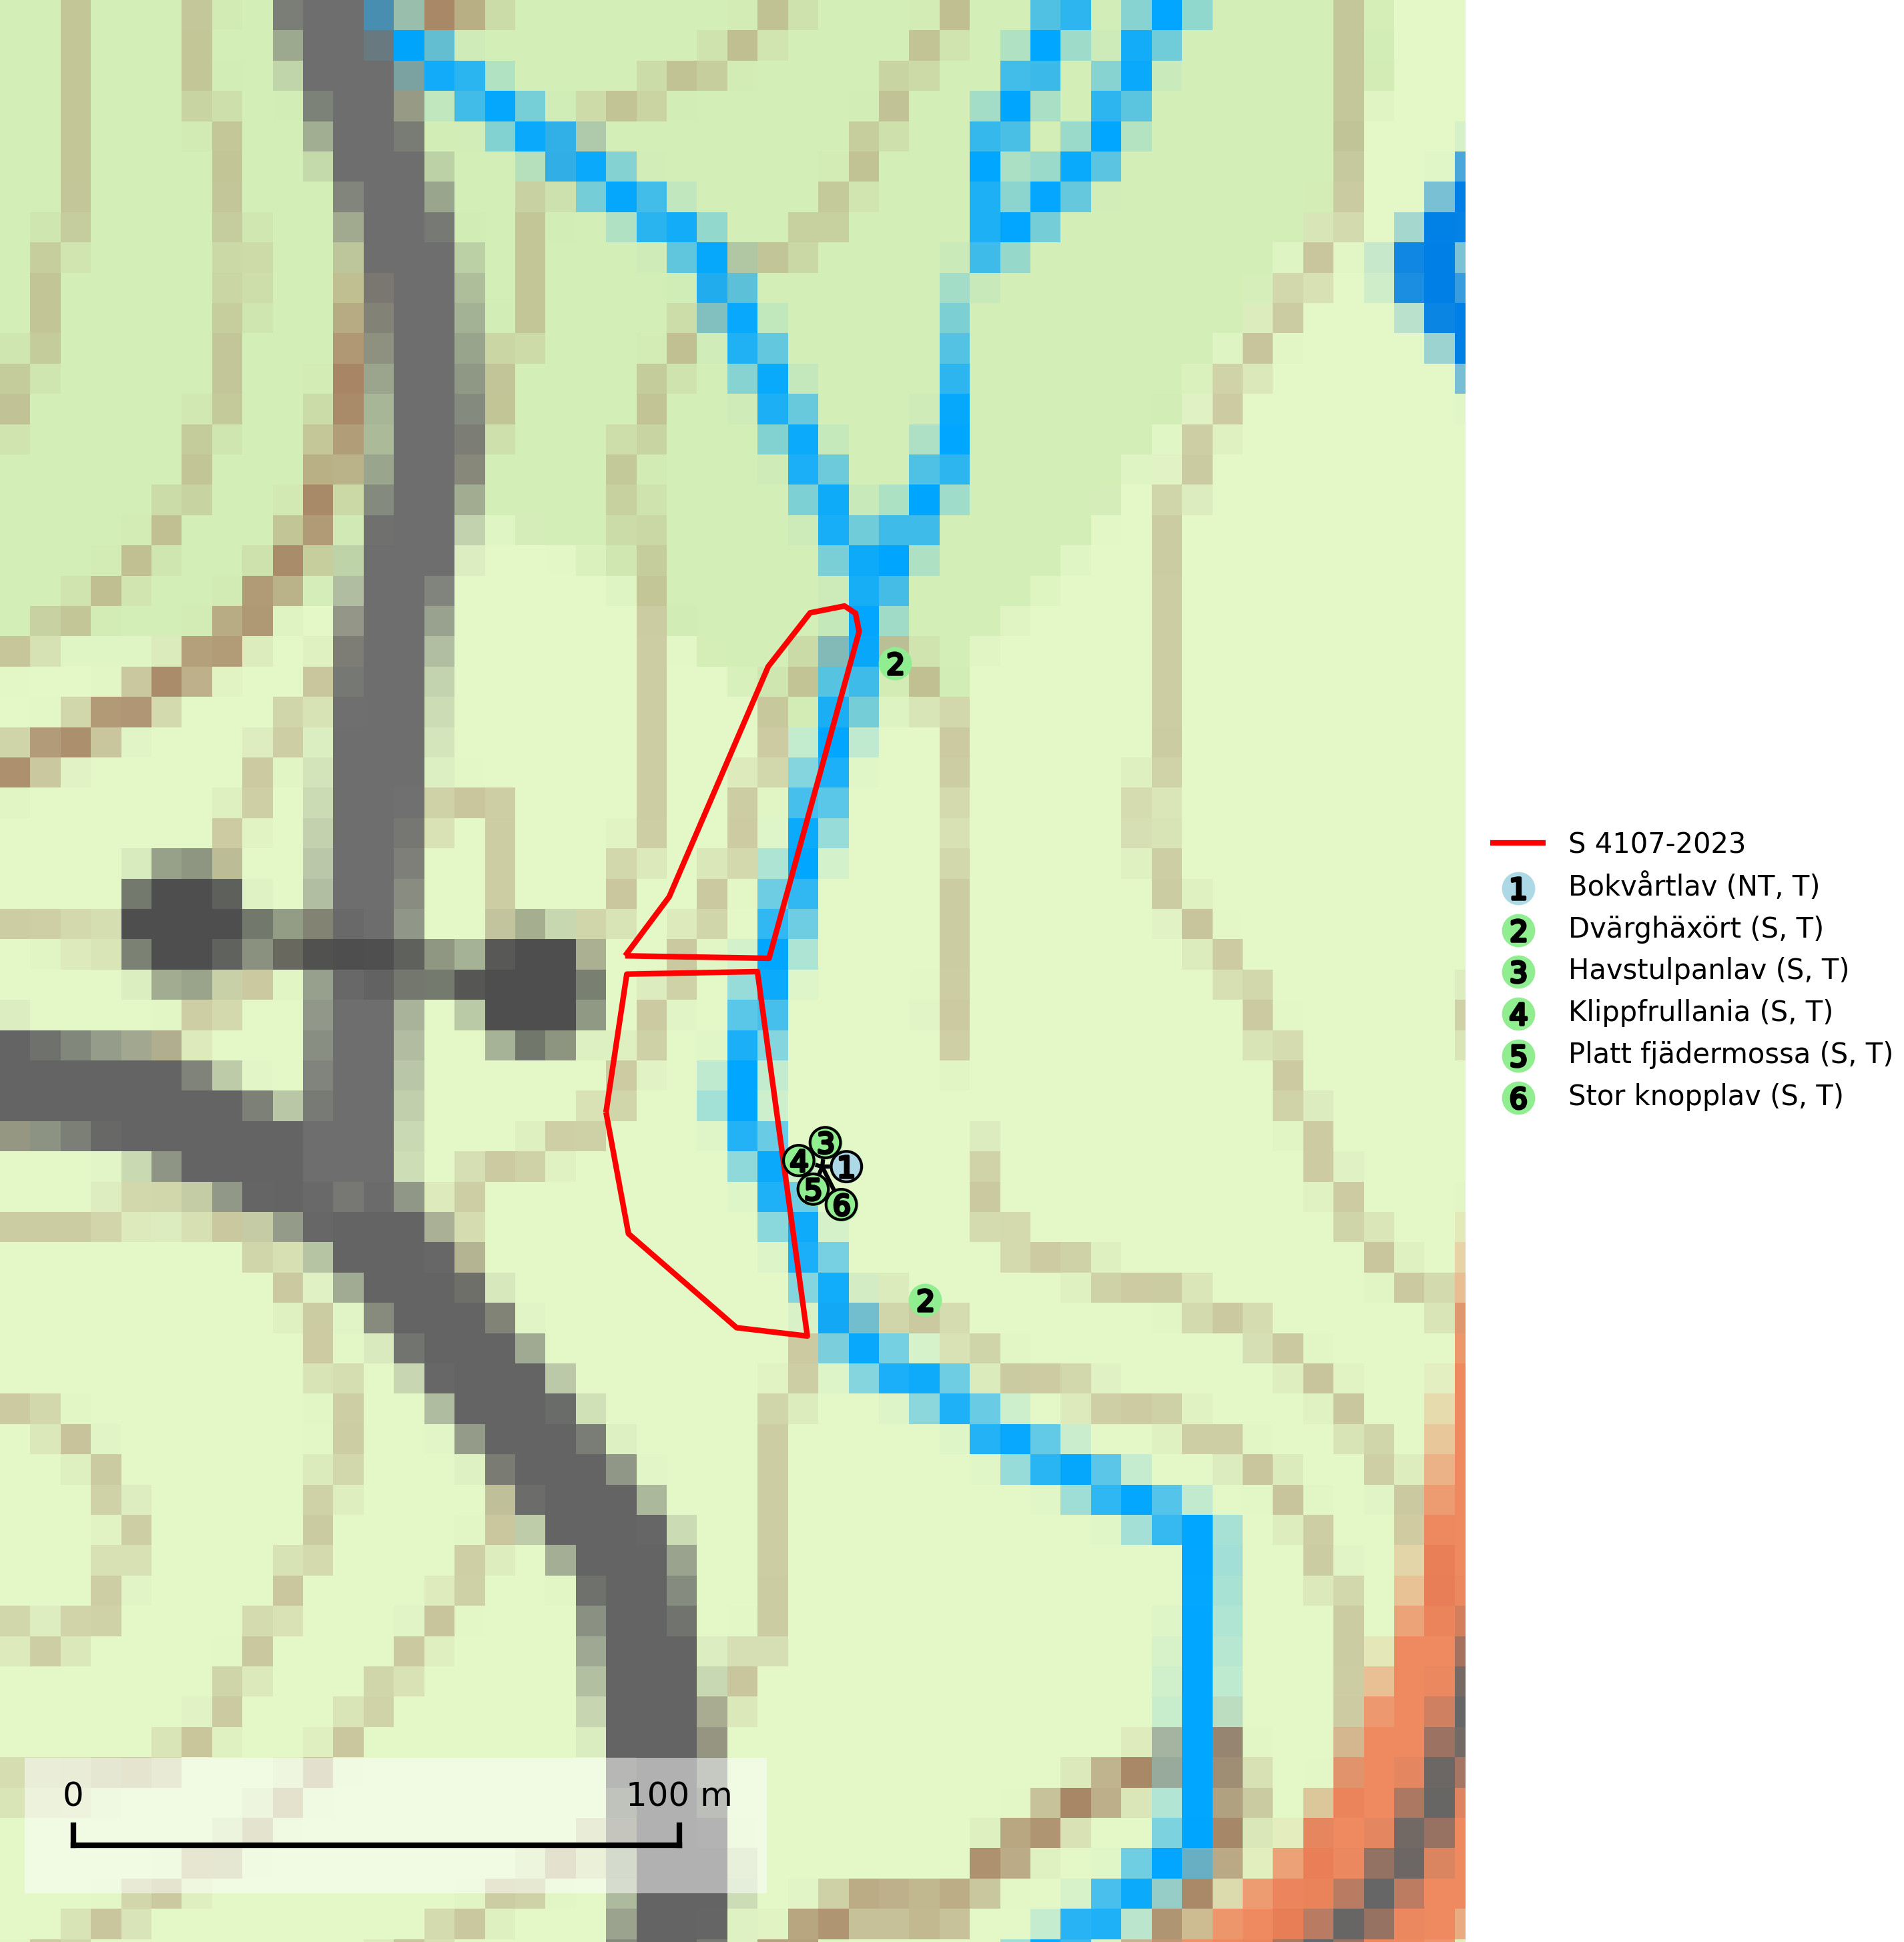 2
3
4 1
5
6
2
0 100 m
S 4107-2023
1 Bokvårtlav (NT, T)
2 Dvärghäxört (S, T)
3 Havstulpanlav (S, T)
4 Klippfrullania (S, T)
5 Platt fjädermossa (S, T)
6 Stor knopplav (S, T)